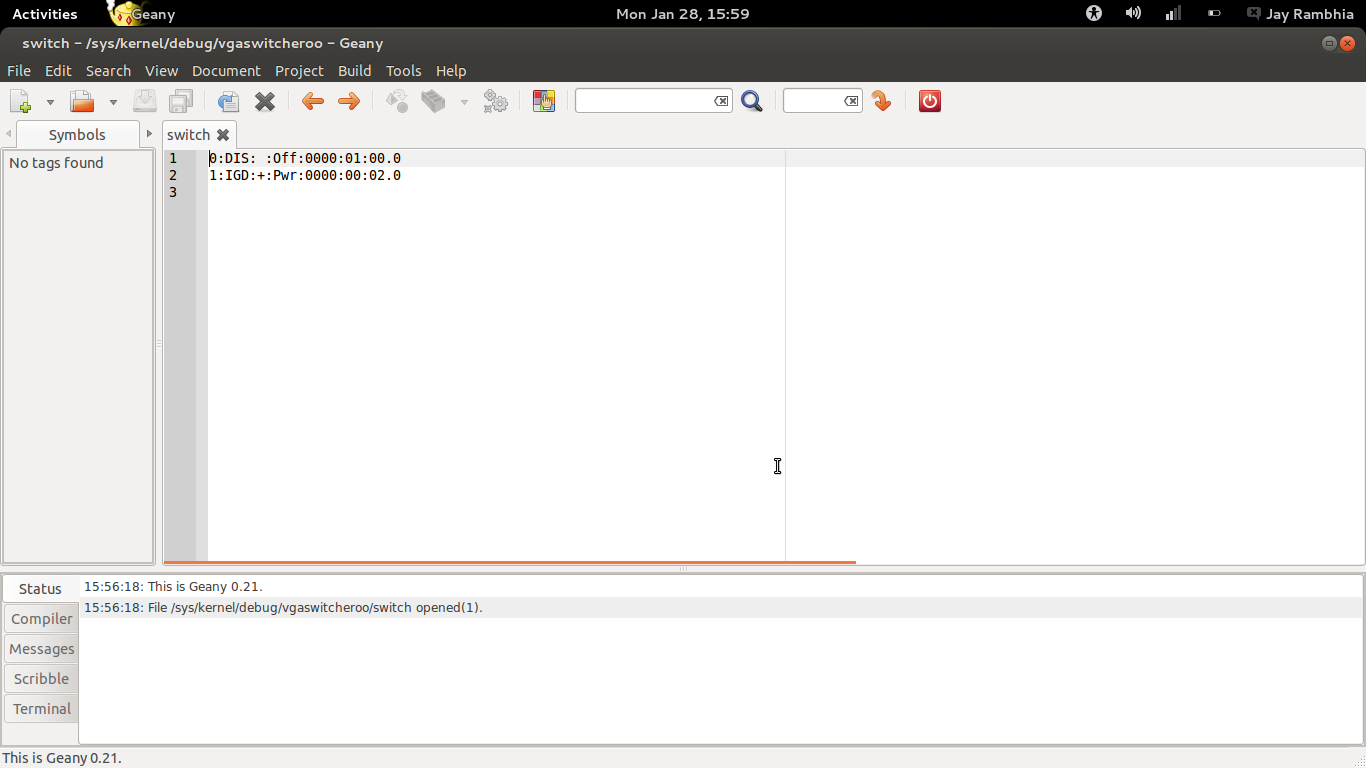 Activities Geany Mon Jan 28, 15:59 Jay Rambhia
switch – /sys/kernel/debug/vgaswitcheroo – Geany
File Edit Search View Document Project Build Tools Help
Symbols switch
No tags found
1 0:DIS: :Off:0000:01:00.0
2 1:IGD:+:Pwr:0000:00:02.0
3
Status 15:56:18: This is Geany 0.21.
15:56:18: File /sys/kernel/debug/vgaswitcheroo/switch opened(1).
Compiler
Messages
Scribble
Terminal
This is Geany 0.21.